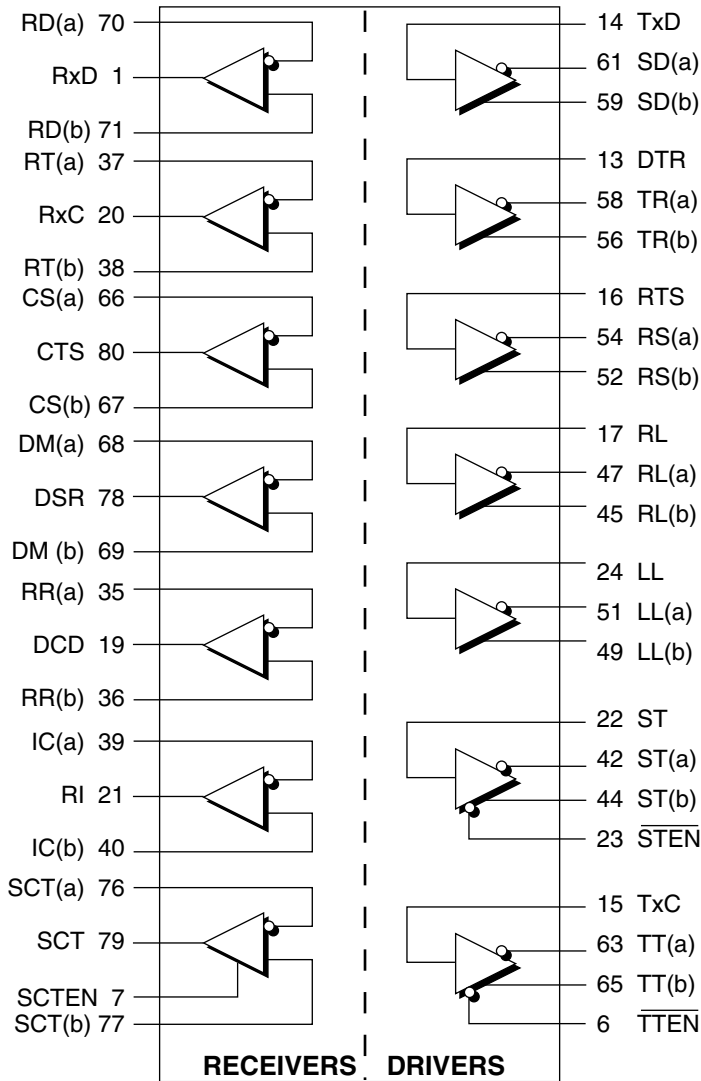 RD(a) 70
RxD 1
RD(b) 71
RT(a) 37
RxC 20
RT(b) 38
CS(a) 66
CTS 80
CS(b) 67
DM(a) 68
DSR 78
DM (b) 69
RR(a) 35
DCD 19
RR(b) 36
IC(a) 39
RI 21
IC(b) 40
SCT(a) 76
SCT 79
SCTEN 7
SCT(b) 77
RECEIVERS
DRIVERS
14 TxD
61 SD(a)
59 SD(b)
13 DTR
58 TR(a)
56 TR(b)
16 RTS
54 RS(a)
52 RS(b)
17 RL
47 RL(a)
45 RL(b)
24 LL
51 LL(a)
49 LL(b)
22 ST
42 ST(a)
44 ST(b)
23 S̅T̅E̅N̅
15 TxC
63 TT(a)
65 TT(b)
6 T̅T̅E̅N̅